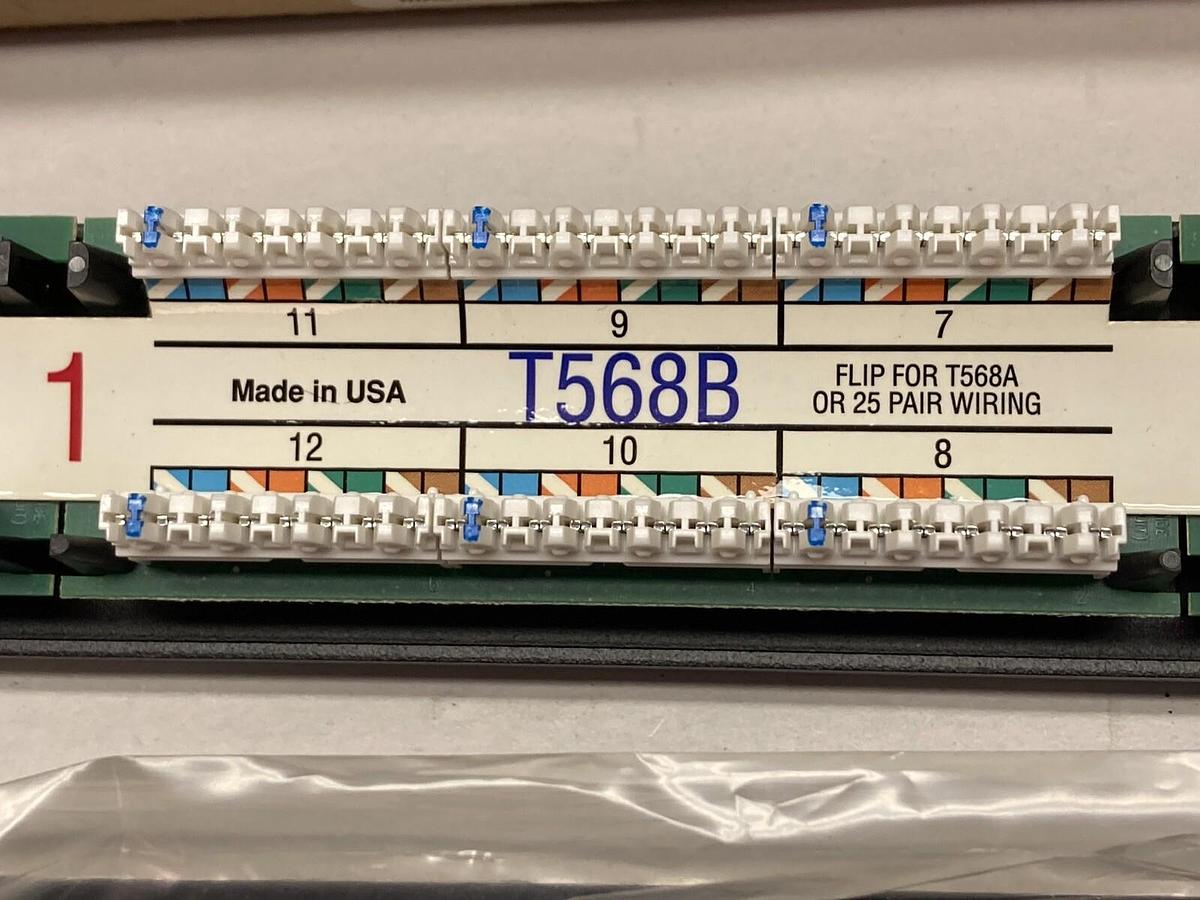 11 9 7
1
Made in USA
T568B
FLIP FOR T568A
OR 25 PAIR WIRING
12 10 8